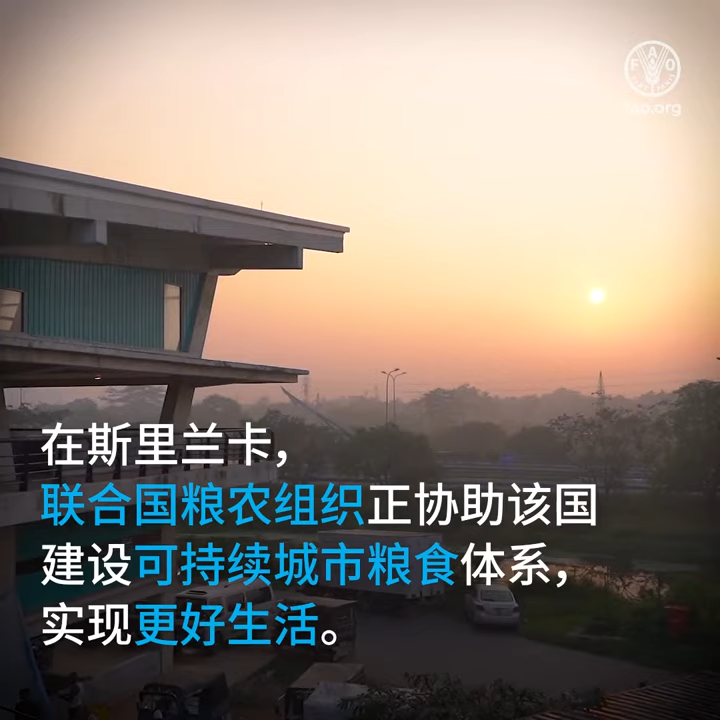 FAO
fao.org
在斯里兰卡，
联合国粮农组织正协助该国
建设可持续城市粮食体系，
实现更好生活。